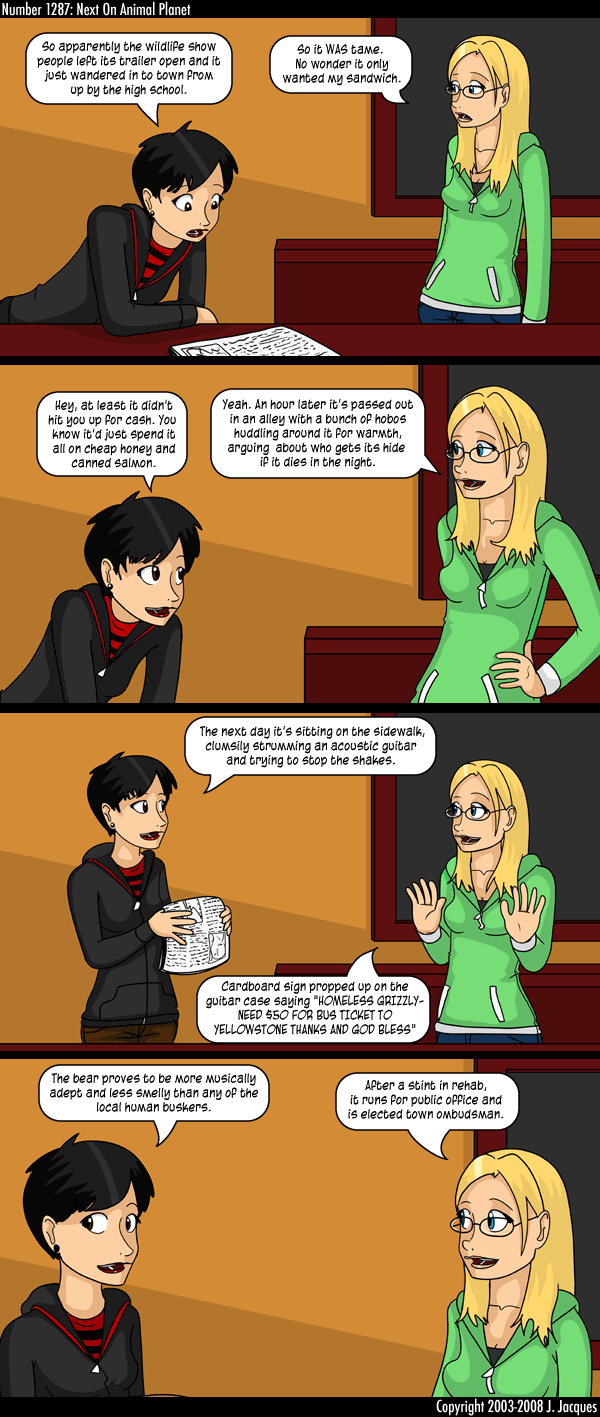 Number 1287: Next On Animal Planet
So apparently the wildlife show
people left its trailer open and it
just wandered in to town from
up by the high school.
So it WAS tame.
No wonder it only
wanted my sandwich.
Hey, at least it didn't
hit you up for cash. You
know it'd just spend it
all on cheap honey and
canned salmon.
Yeah. An hour later it's passed out
in an alley with a bunch of hobos
huddling around it for warmth,
arguing about who gets its hide
if it dies in the night.
The next day it's sitting on the sidewalk,
clumsily strumming an acoustic guitar
and trying to stop the shakes.
Cardboard sign propped up on the
guitar case saying "HOMELESS GRIZZLY-
NEED $50 FOR BUS TICKET TO
YELLOWSTONE THANKS AND GOD BLESS"
The bear proves to be more musically
adept and less smelly than any of the
local human buskers.
After a stint in rehab,
it runs for public office and
is elected town ombudsman.
Copyright 2003-2008 J. Jacques